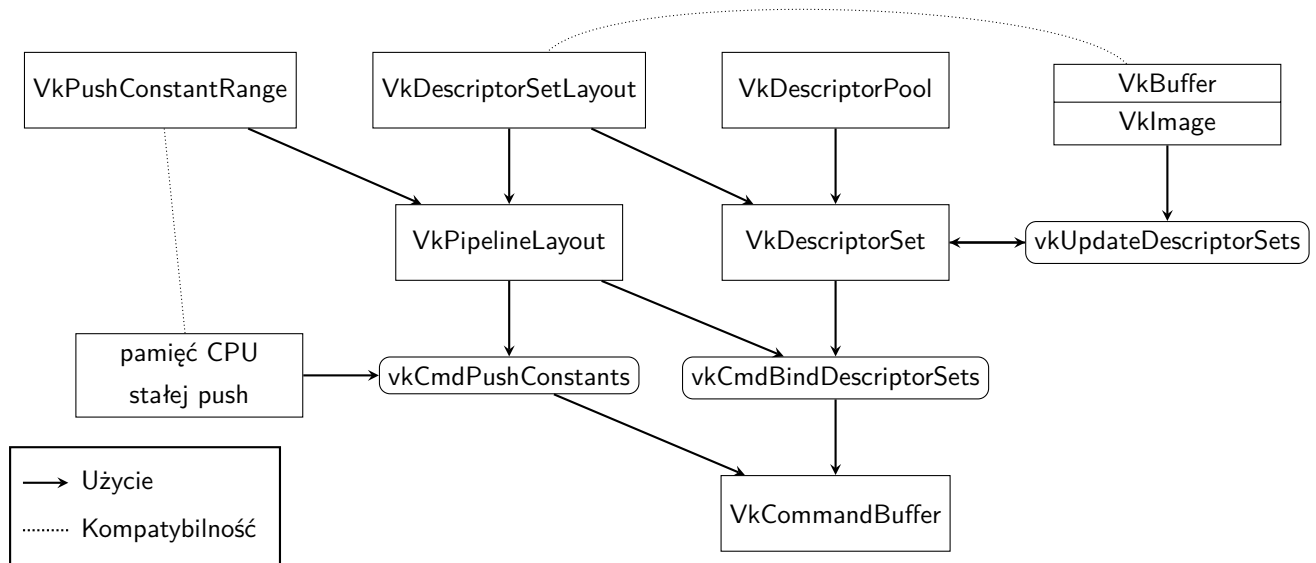 VkPushConstantRange
VkDescriptorSetLayout
VkDescriptorPool
VkBuffer
VkImage
VkPipelineLayout
VkDescriptorSet
vkUpdateDescriptorSets
pamięć CPU
stałej push
vkCmdPushConstants
vkCmdBindDescriptorSets
VkCommandBuffer
Użycie
Kompatybilność